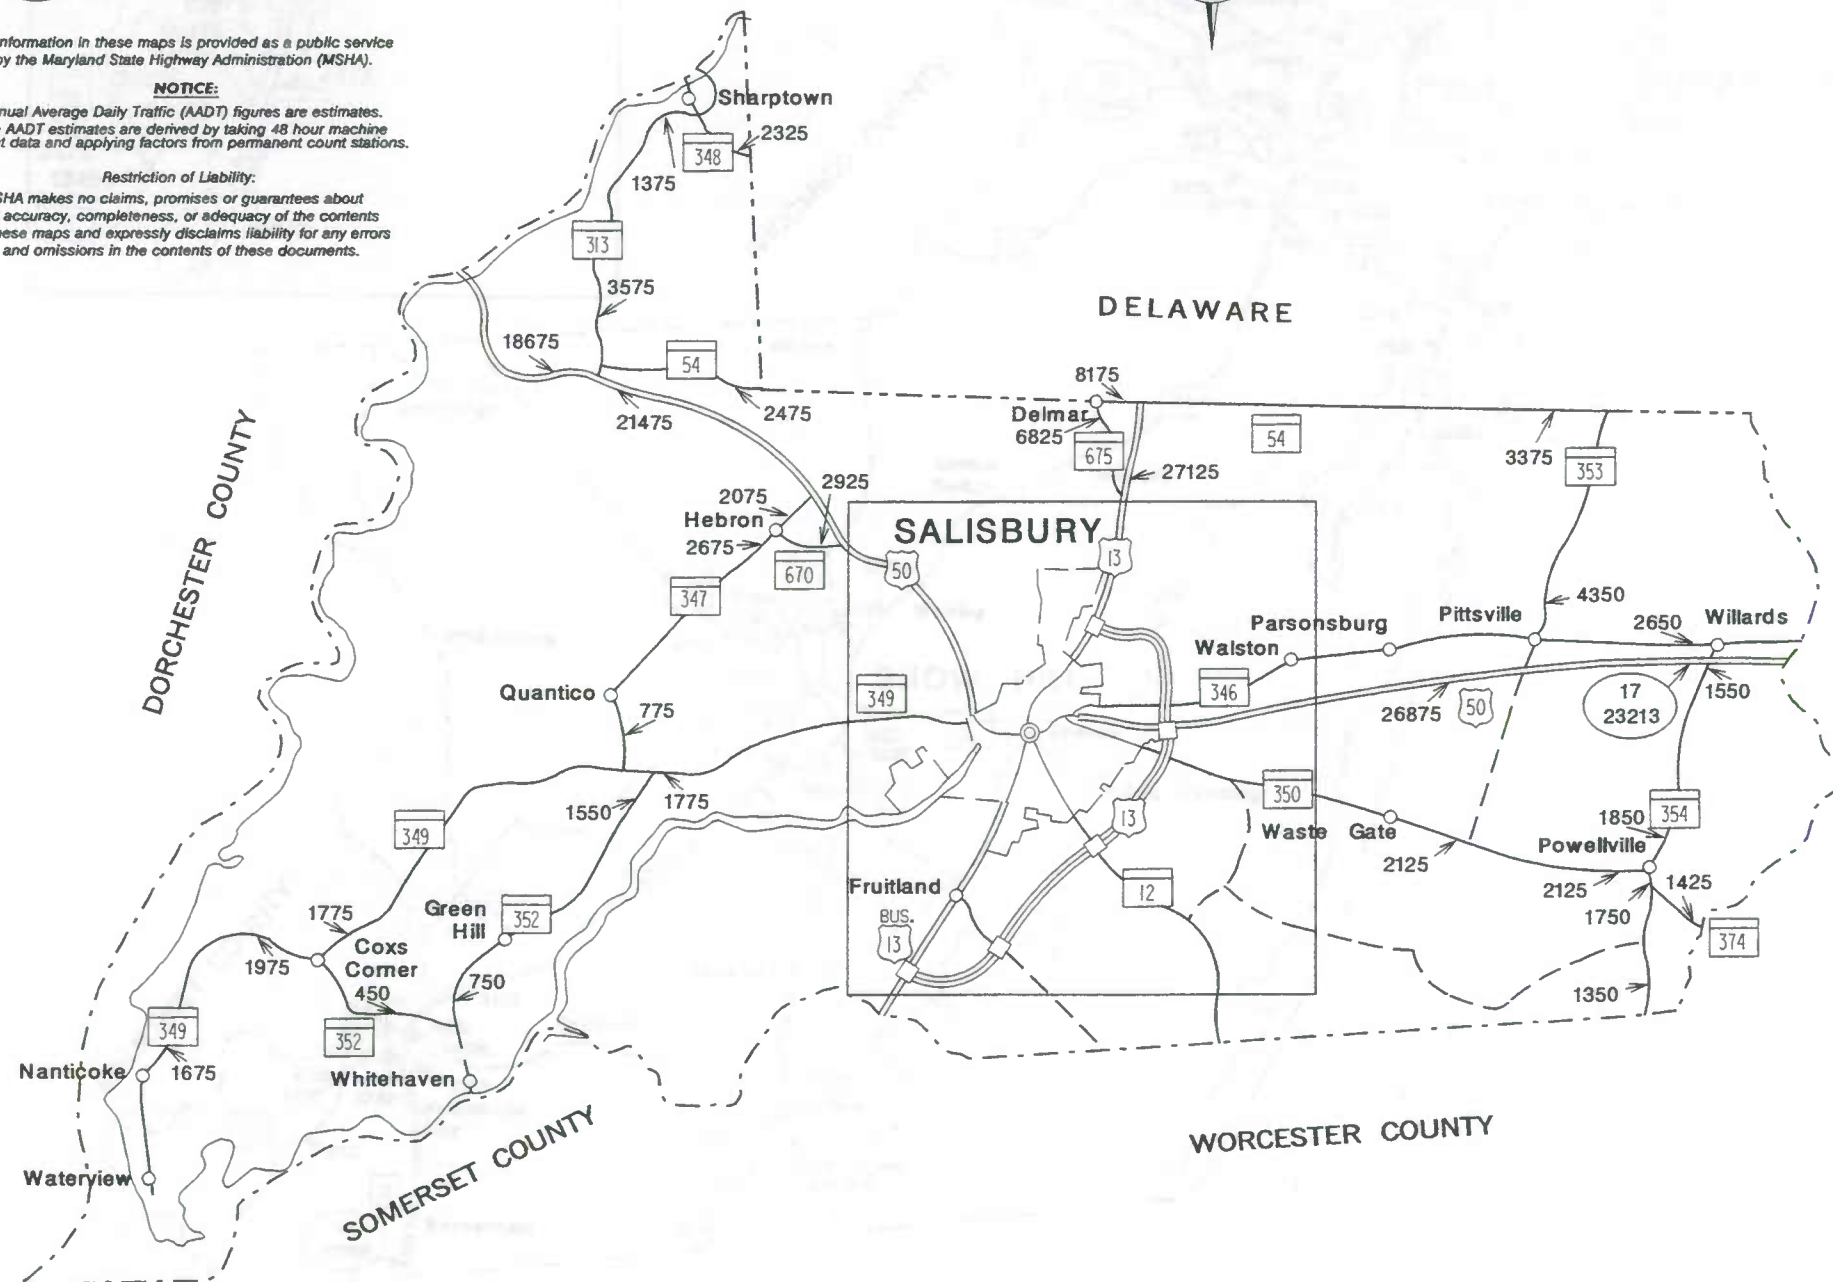 nformation in these maps is provided as a public service
by the Maryland State Highway Administration (MSHA).
NOTICE:
nual Average Daily Traffic (AADT) figures are estimates.
AADT estimates are derived by taking 48 hour machine
t data and applying factors from permanent count stations.
Restriction of Liability:
SHA makes no claims, promises or guarantees about
accuracy, completeness, or adequacy of the contents
hese maps and expressly disclaims liability for any errors
and omissions in the contents of these documents.
Sharptown
2325
348
1375
313
3575
DELAWARE
18675
54
21475
2475
8175
Delmar
6825
675
54
27125
3375
353
DORCHESTER COUNTY
2925
2075
Hebron
2675
670
347
SALISBURY
50
13
4350
Pittsville
2650
Willards
Parsonsburg
Walston
346
Quantico
775
349
26875
50
17
23213
1550
1550
1775
349
350
Waste Gate
2125
13
354
1850
Powellville
2125
1425
1750
374
1350
Fruitland
BUS.
13
12
Green
Hill
352
1775
Coxs
Corner
1975
450
750
349
352
Nanticoke
1675
Whitehaven
Waterview
SOMERSET COUNTY
WORCESTER COUNTY